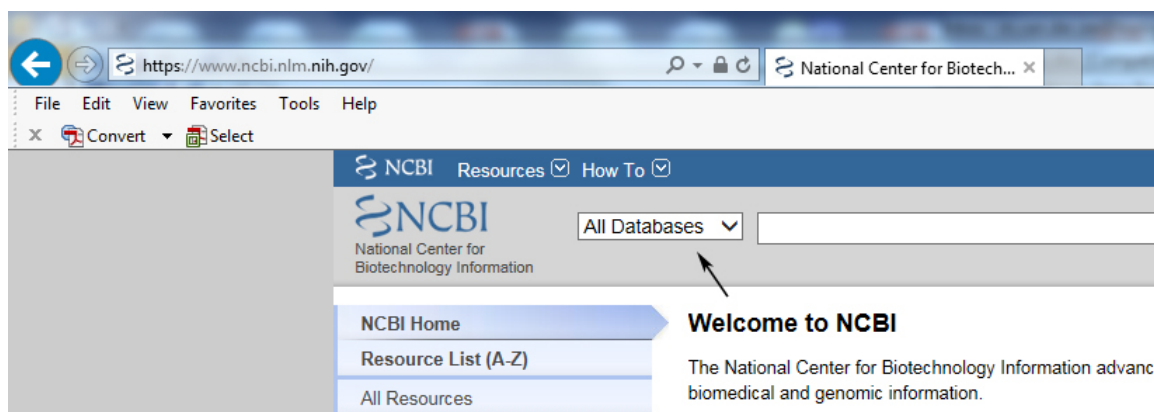 https://www.ncbi.nlm.nih.gov/
National Center for Biotech...
File Edit View Favorites Tools Help
Convert Select
NCBI Resources How To
NCBI
National Center for
Biotechnology Information
All Databases
NCBI Home
Resource List (A-Z)
All Resources
Welcome to NCBI
The National Center for Biotechnology Information advanc
biomedical and genomic information.